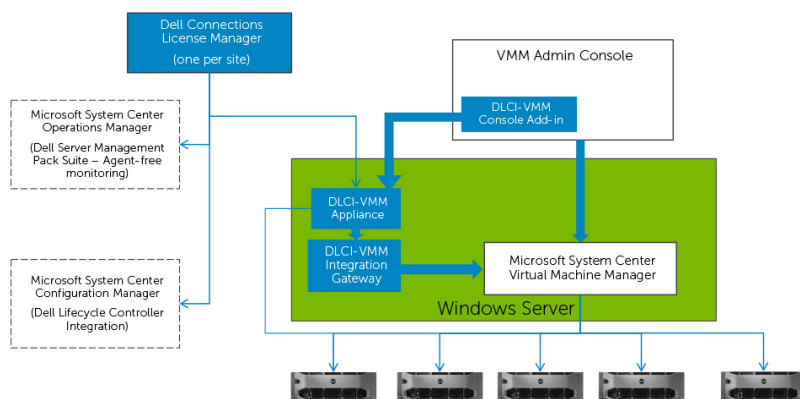 Dell Connections
License Manager
(one per site)
VMM Admin Console
DLCI-VMM
Console Add-in
Microsoft System Center
Operations Manager
(Dell Server Management
Pack Suite – Agent-free
monitoring)
DLCI-VMM
Appliance
DLCI-VMM
Integration
Gateway
Microsoft System Center
Virtual Machine Manager
Microsoft System Center
Configuration Manager
(Dell Lifecycle Controller
Integration)
Windows Server